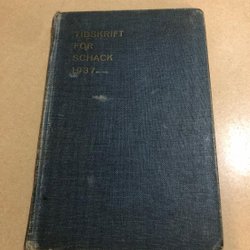 TIDSKRIFT
FÖR
SCHACK
1937